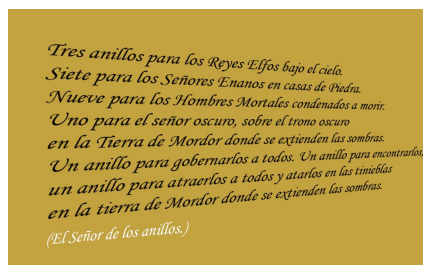 Tres anillos para los Reyes Elfos bajo el cielo.
Siete para los Señores Enanos en casas de Piedra.
Nueve para los Hombres Mortales condenados a morir.
Uno para el señor oscuro, sobre el trono oscuro
en la Tierra de Mordor donde se extienden las sombras.
Un anillo para gobernarlos a todos. Un anillo para encontrarlos,
un anillo para atraerlos a todos y atarlos en las tinieblas
en la tierra de Mordor donde se extienden las sombras.
(El Señor de los anillos.)